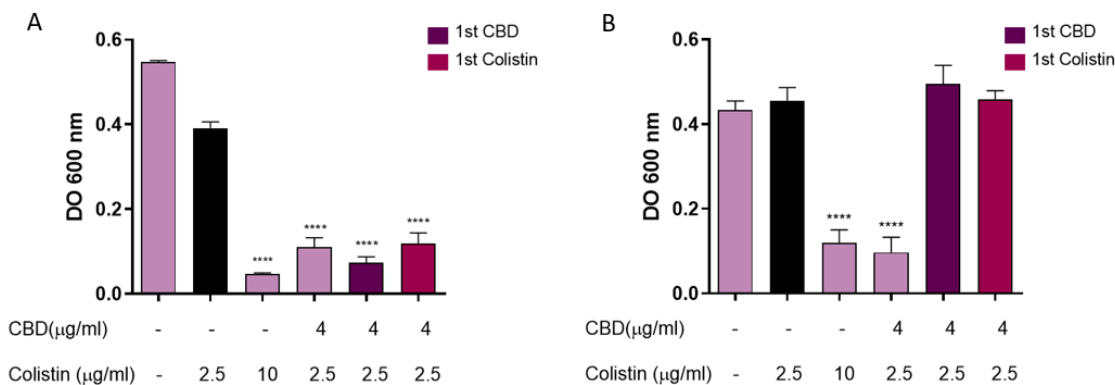 A
1st CBD
1st Colistin
0.6
0.4
0.2
0.0
DO 600 nm
****
****
****
****
CBD(μg/ml) - - - 4 4 4
Colistin (μg/ml) - 2.5 10 2.5 2.5 2.5
B
1st CBD
1st Colistin
0.6
0.4
0.2
0.0
DO 600 nm
****
****
CBD(μg/ml) - - - 4 4 4
Colistin (μg/ml) - 2.5 10 2.5 2.5 2.5